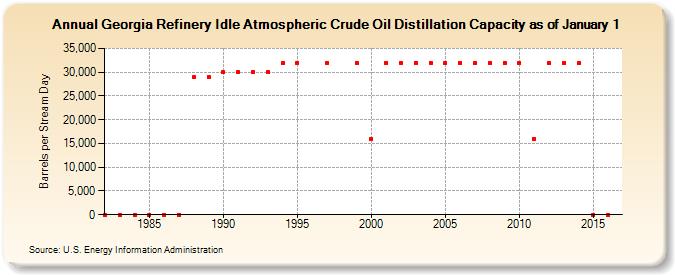 Annual Georgia Refinery Idle Atmospheric Crude Oil Distillation Capacity as of January 1
Barrels per Stream Day
35,000
30,000
25,000
20,000
15,000
10,000
5,000
0
1985 1990 1995 2000 2005 2010 2015
Source: U.S. Energy Information Administration